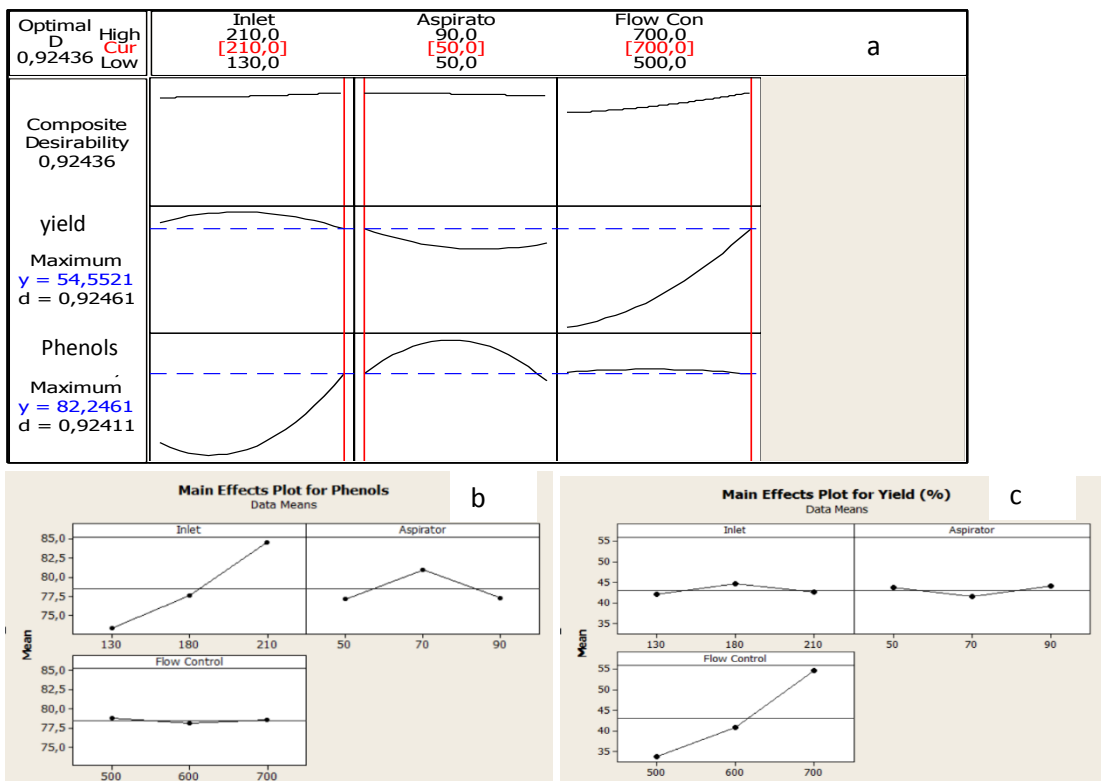 Optimal
D
0,92436
High
Cur
Low
Inlet
210,0
[210,0]
130,0
Aspirato
90,0
[50,0]
50,0
Flow Con
700,0
[700,0]
500,0
a
Composite
Desirability
0,92436
yield
Maximum
y = 54,5521
d = 0,92461
Phenols
Maximum
y = 82,2461
d = 0,92411
Main Effects Plot for Phenols
Data Means
b
Inlet
Aspirator
85,0
82,5
80,0
77,5
75,0
130
180
210
50
70
90
Flow Control
85,0
82,5
80,0
77,5
75,0
500
600
700
Mean
Main Effects Plot for Yield (%)
Data Means
c
Inlet
Aspirator
55
50
45
40
35
130
180
210
50
70
90
Flow Control
55
50
45
40
35
500
600
700
Mean